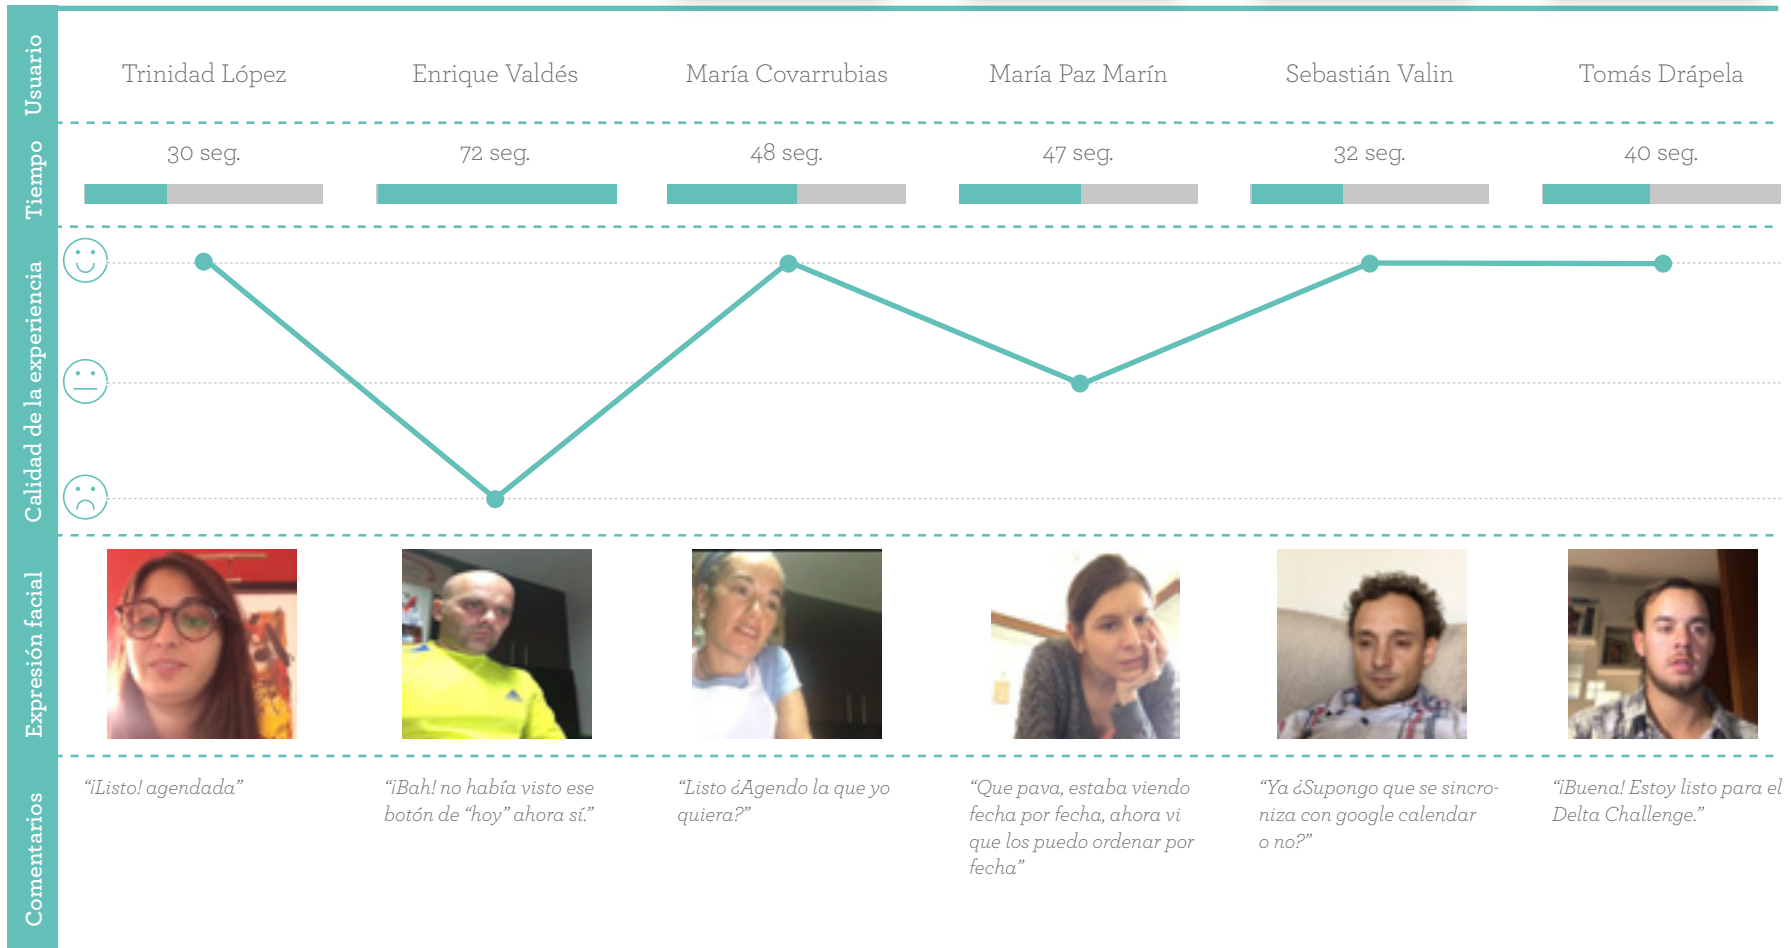 Usuario
Trinidad López
Enrique Valdés
María Covarrubias
María Paz Marín
Sebastián Valin
Tomás Drápela
Tiempo
30 seg.
72 seg.
48 seg.
47 seg.
32 seg.
40 seg.
Calidad de la experiencia
Expresión facial
Comentarios
“¡Listo! agendada”
“¡Bah! no había visto ese
botón de “hoy” ahora sí.”
“Listo ¿Agendo la que yo
quiera?”
“Que pava, estaba viendo
fecha por fecha, ahora vi
que los puedo ordenar por
fecha”
“Ya ¿Supongo que se sincro-
niza con google calendar
o no?”
“¡Buena! Estoy listo para el
Delta Challenge.”